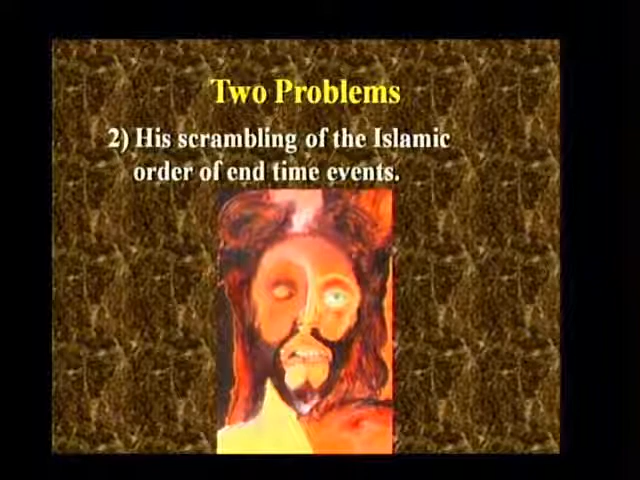 Two Problems
2) His scrambling of the Islamic
order of end time events.